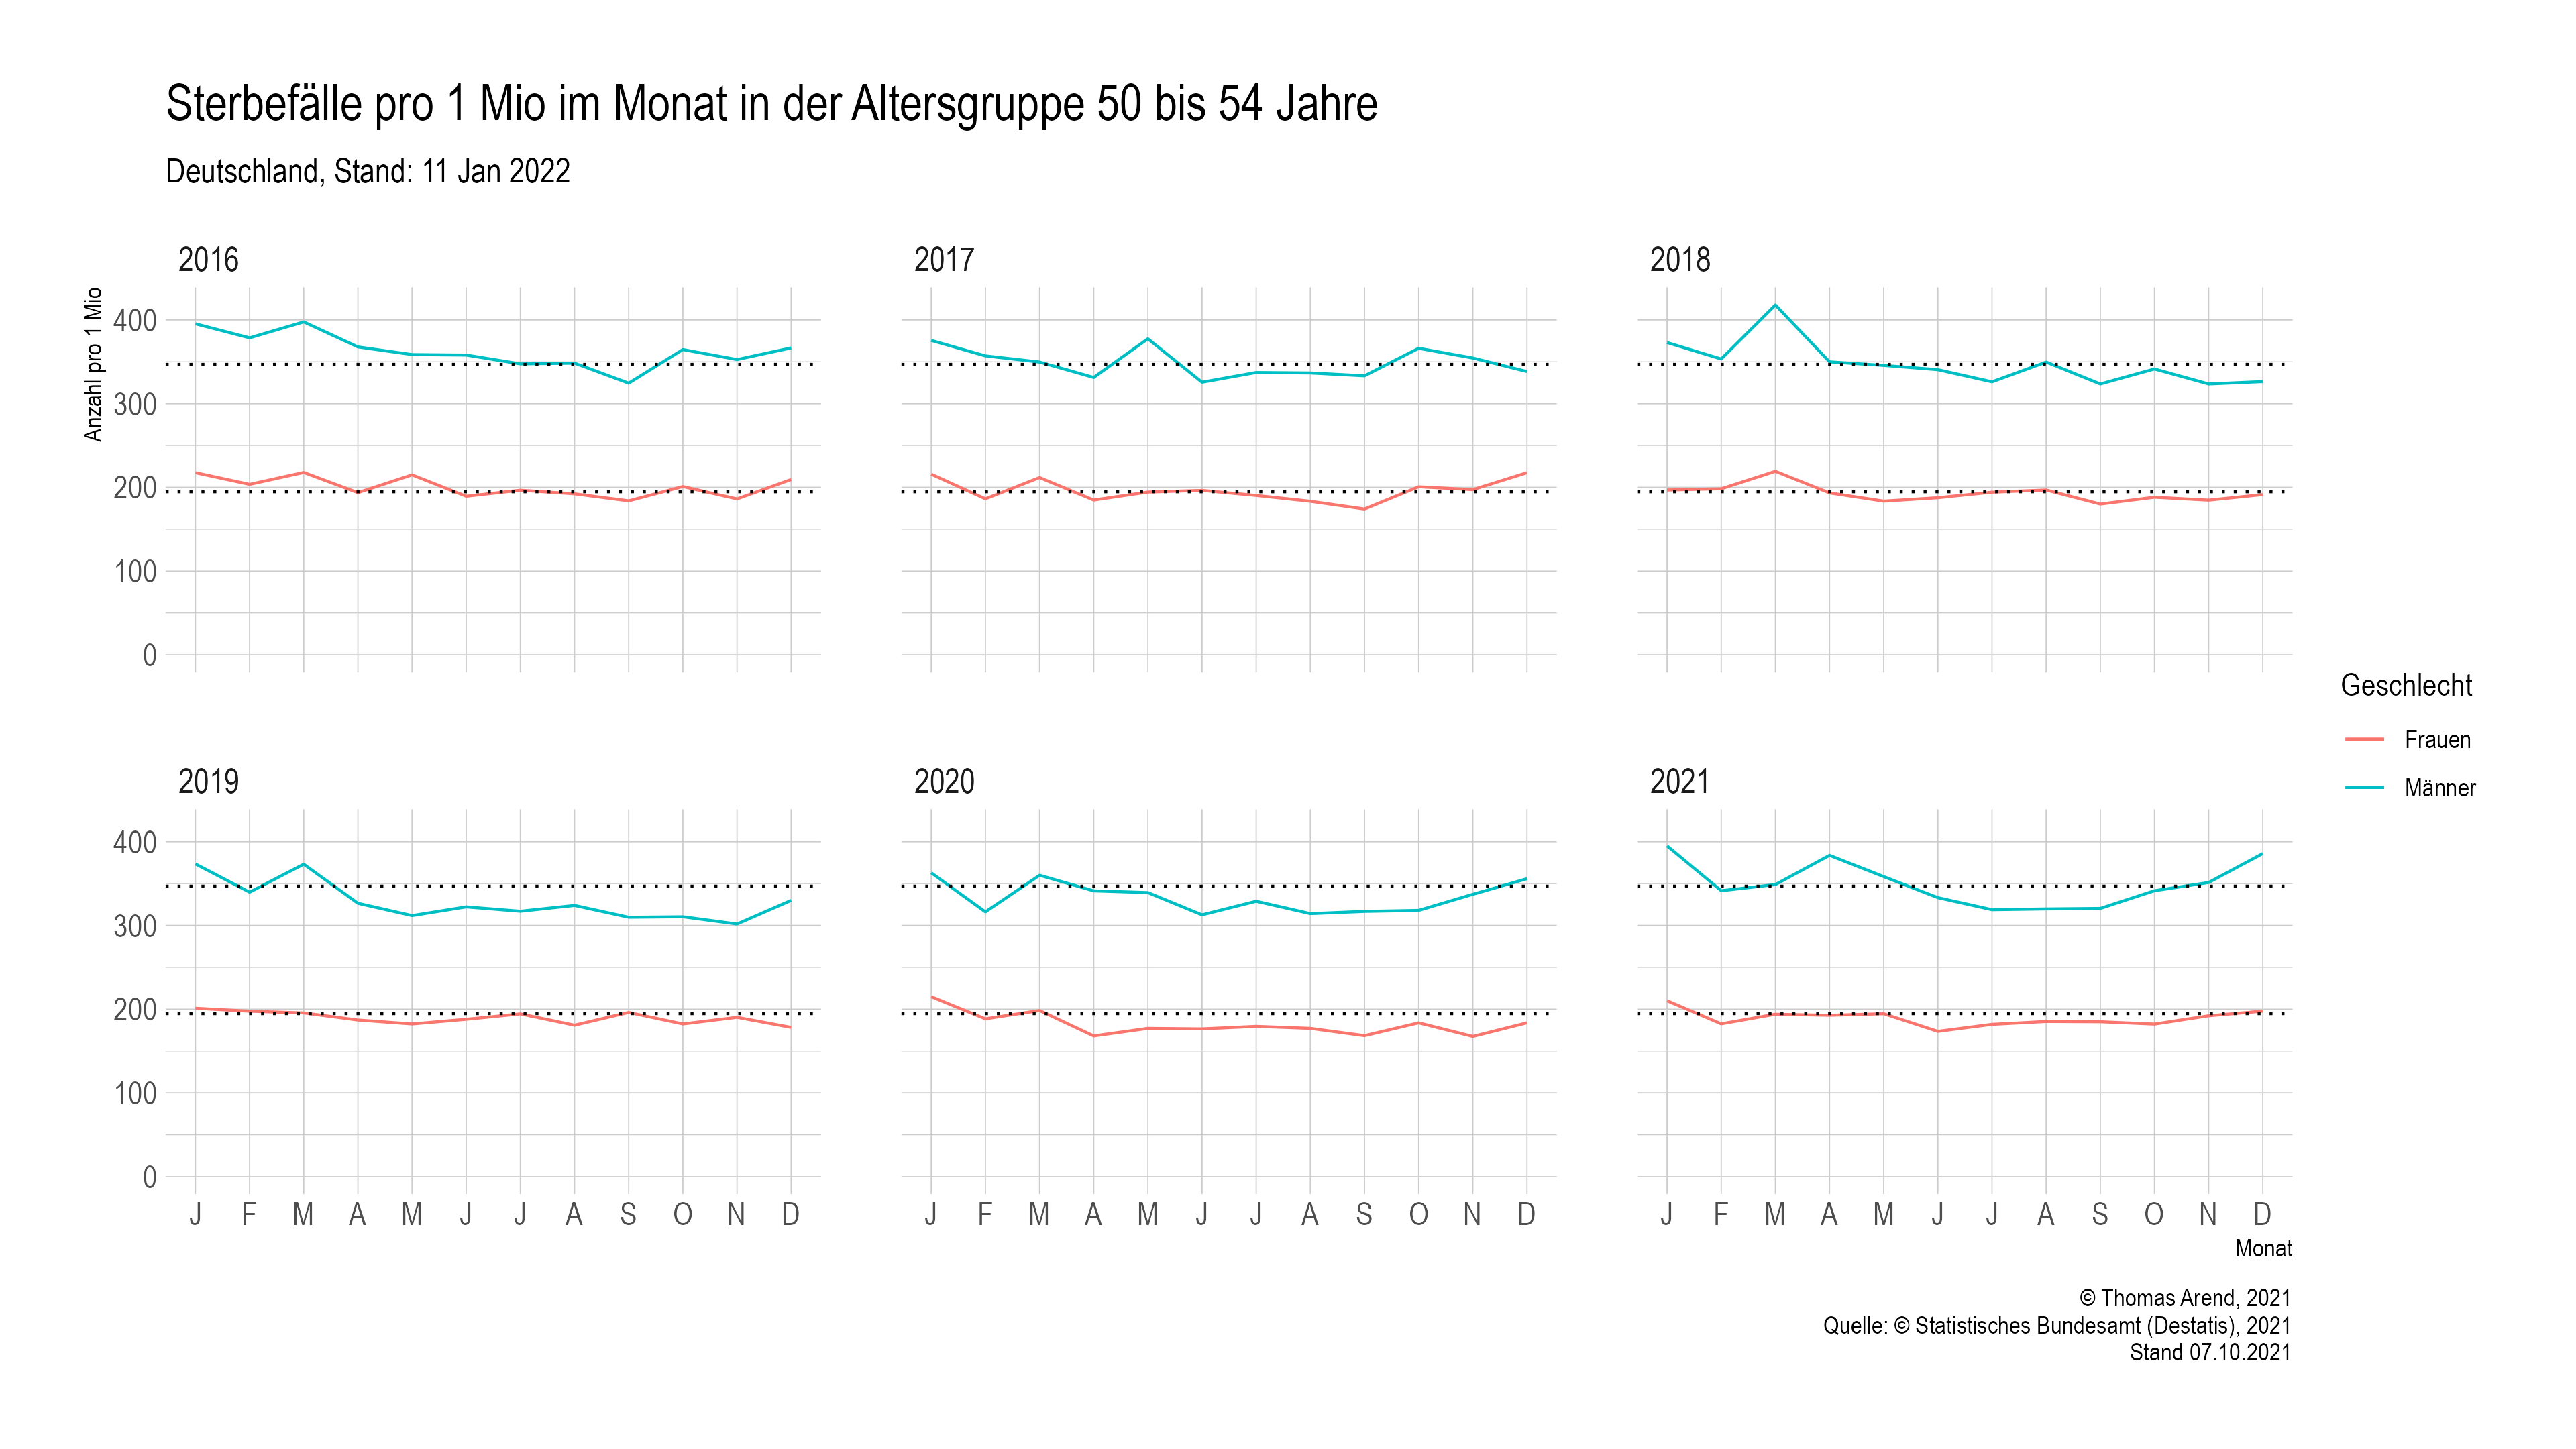 Sterbefälle pro 1 Mio im Monat in der Altersgruppe 50 bis 54 Jahre
Deutschland, Stand: 11 Jan 2022
2016
2017
2018
Anzahl pro 1 Mio
400
300
200
100
0
Geschlecht
Frauen
Männer
2019
2020
2021
400
300
200
100
0
J F M A M J J A S O N D
J F M A M J J A S O N D
J F M A M J J A S O N D
Monat
© Thomas Arend, 2021
Quelle: © Statistisches Bundesamt (Destatis), 2021
Stand 07.10.2021